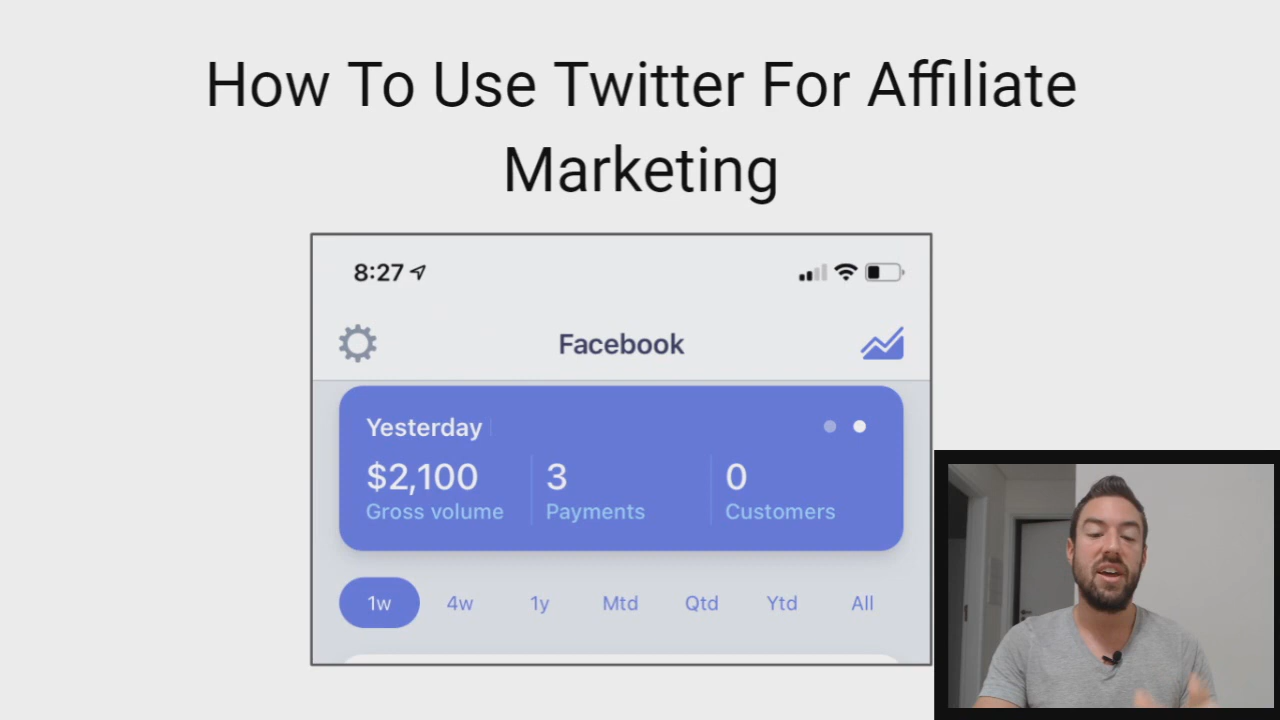 How To Use Twitter For Affiliate
Marketing
8:27
Facebook
Yesterday
$2,100 3 0
Gross volume Payments Customers
1w 4w 1y Mtd Qtd Ytd All